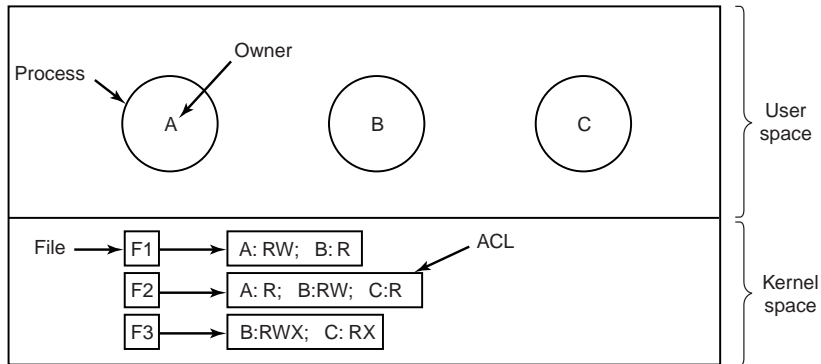 Owner
Process
A
B
C
User
space
File
F1
A: RW; B: R
ACL
F2
A: R; B:RW; C:R
F3
B:RWX; C: RX
Kernel
space